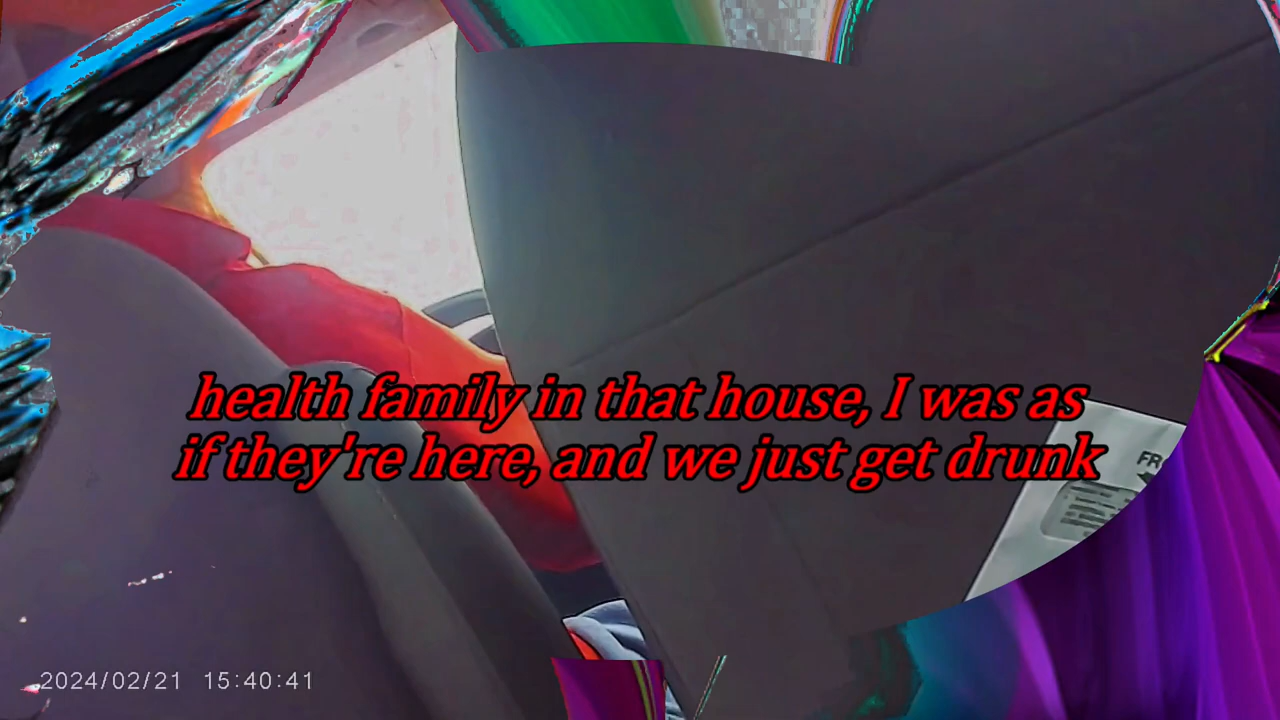 health family in that house, I was as
if they're here, and we just get drunk
FR
2024/02/21 15:40:41